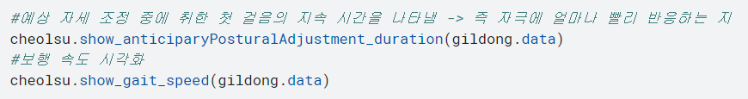 #예상 자세 조정 중에 취한 첫 걸음의 지속 시간을 나타냄 -> 즉 자극에 얼마나 빨리 반응하는 지
cheolsu.show_anticiparyPosturalAdjustment_duration(gildong.data)
#보행 속도 시각화
cheolsu.show_gait_speed(gildong.data)